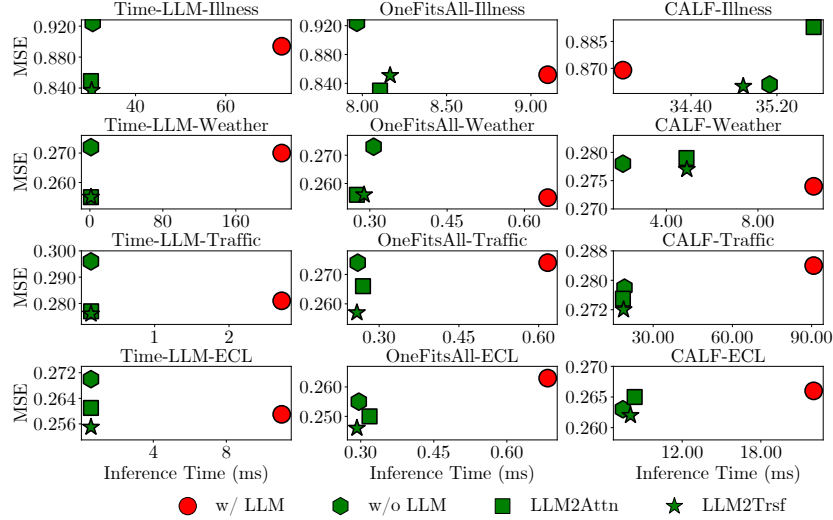 Time-LLM-Illness OneFitsAll-Illness CALF-Illness
MSE
0.920
0.880
0.840
40 60
0.920
0.880
0.840
8.00 8.50 9.00
0.885
0.870
34.40 35.20
Time-LLM-Weather OneFitsAll-Weather CALF-Weather
MSE
0.270
0.260
0 80 160
0.270
0.260
0.30 0.45 0.60
0.280
0.275
0.270
4.00 8.00
Time-LLM-Traffic OneFitsAll-Traffic CALF-Traffic
MSE
0.300
0.290
0.280
1 2
0.270
0.260
0.30 0.40 0.50 0.60
0.288
0.280
0.272
30.00 60.00 90.00
Time-LLM-ECL OneFitsAll-ECL CALF-ECL
MSE
0.272
0.264
0.256
4 8
0.260
0.250
0.30 0.45 0.60
0.270
0.265
0.260
12.00 18.00
Inference Time (ms) Inference Time (ms) Inference Time (ms)
w/ LLM w/o LLM LLM2Attn LLM2Trsf